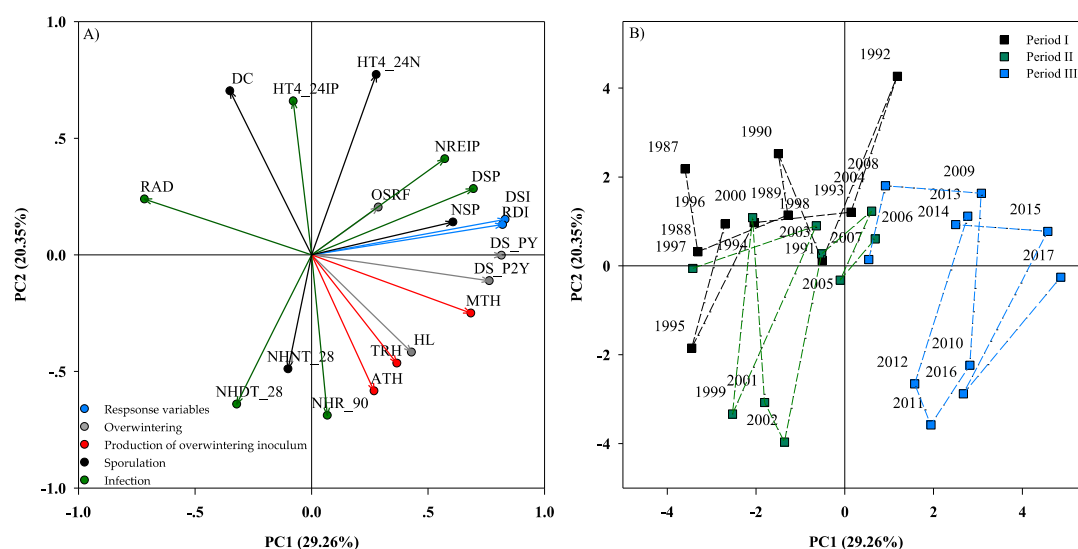 A)
1.0
.5
0.0
-.5
-1.0
-1.0
-.5
0.0
.5
1.0
PC2 (20.35%)
PC1 (29.26%)
DC
HT4_24IP
HT4_24N
NREIP
DSP
OSRF
DSI
RDI
NSP
RAD
DS_PY
DS_P2Y
MTH
HL
TRH
ATH
NHNT_28
NHDT_28
NHR_90
Respsonse variables
Overwintering
Production of overwintering inoculum
Sporulation
Infection
B)
4
2
0
-2
-4
-4
-2
0
2
4
PC2 (20.35%)
PC1 (29.26%)
Period I
Period II
Period III
1992
1990
1987
1996
2000
1989
1998
1993
2004
2008
2009
2013
2014
2015
2006
1988
1997
1994
2003
1991
2007
2005
2017
1995
1999
2001
2002
2010
2012
2016
2011